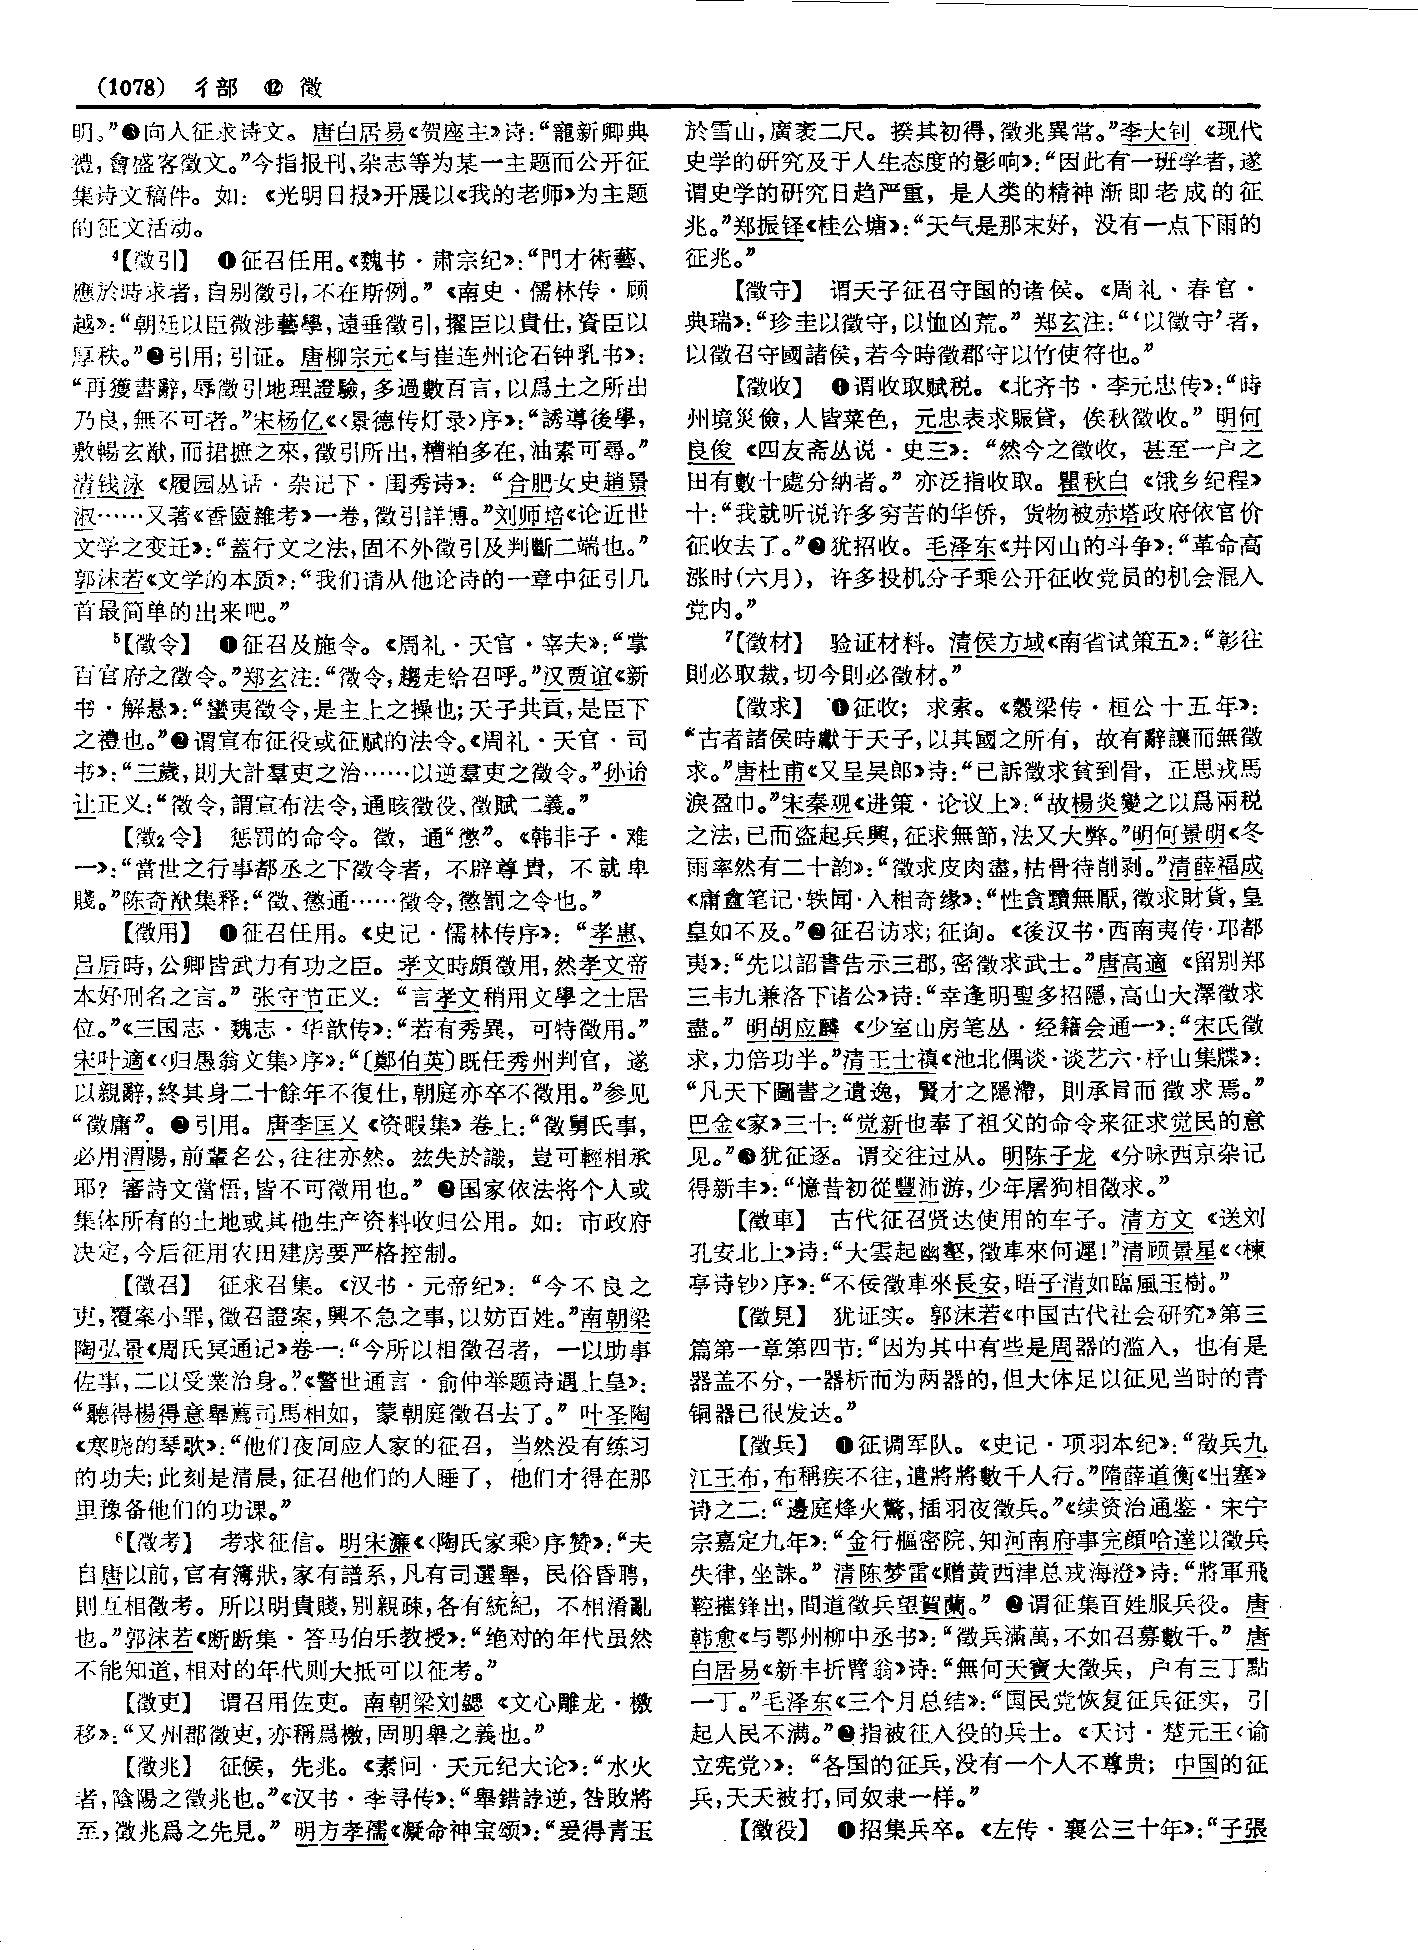 (1078) 彳部 ⑫ 徵
明。”❸向人征求诗文。唐白居易《贺座主》诗：“寵新卿典
禮，會盛客徵文。”今指报刊、杂志等为某一主题而公开征
集诗文稿件。如：《光明日报》开展以《我的老师》为主题
的征文活动。
⁴【徵引】 ❶征召任用。《魏书·肃宗纪》：“門才術藝、
應於時求者，自别徵引，不在斯例。”《南史·儒林传·顾
越》：“朝廷以臣微涉藝學，遠垂徵引，擢臣以貴仕，資臣以
厚秩。”❷引用；引证。唐柳宗元《与崔连州论石钟乳书》：
“再獲書辭，辱徵引地理證驗，多過數百言，以爲土之所出
乃良，無不可者。”宋杨亿《〈景德传灯录〉序》：“誘導後學，
敷暢玄猷，而捃摭之來，徵引所出，糟粕多在，油素可尋。”
清钱泳《履园丛话·杂记下·闺秀诗》：“合肥女史趙景
淑……又著《香匳雜考》一卷，徵引詳博。”刘师培《论近世
文学之变迁》：“蓋行文之法，固不外徵引及判斷二端也。”
郭沫若《文学的本质》：“我们请从他论诗的一章中征引几
首最简单的出来吧。”
⁵【徵令】 ❶征召及施令。《周礼·天官·宰夫》：“掌
百官府之徵令。”郑玄注：“徵令，趨走给召呼。”汉贾谊《新
书·解悬》：“蠻夷徵令，是主上之操也；天子共貢，是臣下
之禮也。”❷谓宣布征役或征赋的法令。《周礼·天官·司
书》：“三歲，則大計羣吏之治……以逆羣吏之徵令。”孙诒
让正义：“徵令，謂宣布法令，通晐徵役、徵賦二義。”
【徵₂令】 惩罚的命令。徵，通“懲”。《韩非子·难
一》：“當世之行事都丞之下徵令者，不辟尊貴，不就卑
賤。”陈奇猷集释：“徵、懲通……徵令，懲罰之令也。”
【徵用】 ❶征召任用。《史记·儒林传序》：“孝惠、
吕后時，公卿皆武力有功之臣。孝文時頗徵用，然孝文帝
本好刑名之言。”张守节正义：“言孝文稍用文學之士居
位。”《三国志·魏志·华歆传》：“若有秀異，可特徵用。”
宋叶適《〈归愚翁文集〉序》：“〔鄭伯英〕既任秀州判官，遂
以親辭，終其身二十餘年不復仕，朝庭亦卒不徵用。”参见
“徵庸”。❷引用。唐李匡乂《资暇集》卷上：“徵舅氏事，
必用渭陽，前輩名公，往往亦然。兹失於識，豈可輕相承
耶？審詩文當悟，皆不可徵用也。”❷国家依法将个人或
集体所有的土地或其他生产资料收归公用。如：市政府
决定，今后征用农田建房要严格控制。
【徵召】 征求召集。《汉书·元帝纪》：“今不良之
吏，覆案小罪，徵召證案，興不急之事，以妨百姓。”南朝梁
陶弘景《周氏冥通记》卷一：“今所以相徵召者，一以助事
佐事，二以受業治身。”《警世通言·俞仲举题诗遇上皇》：
“聽得楊得意舉薦司馬相如，蒙朝庭徵召去了。”叶圣陶
《寒晓的琴歌》：“他们夜间应人家的征召，当然没有练习
的功夫；此刻是清晨，征召他们的人睡了，他们才得在那
里豫备他们的功课。”
⁶【徵考】 考求征信。明宋濂《〈陶氏家乘〉序赞》：“夫
自唐以前，官有簿狀，家有譜系，凡有司選舉，民俗昏聘，
則互相徵考。所以明貴賤，别親疎，各有統紀，不相淆亂
也。”郭沫若《断断集·答马伯乐教授》：“绝对的年代虽然
不能知道，相对的年代则大抵可以征考。”
【徵吏】 谓召用佐吏。南朝梁刘勰《文心雕龙·檄
移》：“又州郡徵吏，亦稱爲檄，固明舉之義也。”
【徵兆】 征候，先兆。《素问·天元纪大论》：“水火
者，陰陽之徵兆也。”《汉书·李寻传》：“舉錯誖逆，咎敗將
至，徵兆爲之先見。”明方孝孺《凝命神宝颂》：“爰得青玉
於雪山，廣袤二尺。揆其初得，徵兆異常。”李大钊《现代
史学的研究及于人生态度的影响》：“因此有一班学者，遂
谓史学的研究日趋严重，是人类的精神渐即老成的征
兆。”郑振铎《桂公塘》：“天气是那末好，没有一点下雨的
征兆。”
【徵守】 谓天子征召守国的诸侯。《周礼·春官·
典瑞》：“珍圭以徵守，以恤凶荒。”郑玄注：“‘以徵守’者，
以徵召守國諸侯，若今時徵郡守以竹使符也。”
【徵收】 ❶谓收取赋税。《北齐书·李元忠传》：“時
州境災儉，人皆菜色，元忠表求賑貸，俟秋徵收。”明何
良俊《四友斋丛说·史三》：“然今之徵收，甚至一户之
田有數十處分納者。”亦泛指收取。瞿秋白《饿乡纪程》
十：“我就听说许多穷苦的华侨，货物被赤塔政府依官价
征收去了。”❷犹招收。毛泽东《井冈山的斗争》：“革命高
涨时（六月），许多投机分子乘公开征收党员的机会混入
党内。”
⁷【徵材】 验证材料。清侯方域《南省试策五》：“彰往
則必取裁，切今則必徵材。”
【徵求】 ❶征收；求索。《穀梁传·桓公十五年》：
“古者諸侯時獻于天子，以其國之所有，故有辭讓而無徵
求。”唐杜甫《又呈吴郎》诗：“已訴徵求貧到骨，正思戎馬
淚盈巾。”宋秦观《进策·论议上》：“故楊炎變之以爲兩税
之法，已而盗起兵興，征求無節，法又大弊。”明何景明《冬
雨率然有二十韵》：“徵求皮肉盡，枯骨待削剥。”清薛福成
《庸盦笔记·轶闻·入相奇缘》：“性貪黷無厭，徵求財貨，皇
皇如不及。”❷征召访求；征询。《後汉书·西南夷传·邛都
夷》：“先以詔書告示三郡，密徵求武士。”唐高適《留别郑
三韦九兼洛下诸公》诗：“幸逢明聖多招隱，高山大澤徵求
盡。”明胡应麟《少室山房笔丛·经籍会通一》：“宋氏徵
求，力倍功半。”清王士禛《池北偶谈·谈艺六·杼山集牒》：
“凡天下圖書之遺逸，賢才之隱滯，則承旨而徵求焉。”
巴金《家》三十：“觉新也奉了祖父的命令来征求觉民的意
见。”❸犹征逐。谓交往过从。明陈子龙《分咏西京杂记
得新丰》：“憶昔初從豐沛游，少年屠狗相徵求。”
【徵車】 古代征召贤达使用的车子。清方文《送刘
孔安北上》诗：“大雲起幽壑，徵車來何遲！”清顾景星《〈楝
亭诗钞〉序》：“不佞徵車來長安，晤子清如臨風玉樹。”
【徵見】 犹证实。郭沫若《中国古代社会研究》第三
篇第一章第四节：“因为其中有些是周器的滥入，也有是
器盖不分，一器析而为两器的，但大体足以征见当时的青
铜器已很发达。”
【徵兵】 ❶征调军队。《史记·项羽本纪》：“徵兵九
江王布，布稱疾不往，遣將將數千人行。”隋薛道衡《出塞》
诗之二：“邊庭烽火驚，插羽夜徵兵。”《续资治通鉴·宋宁
宗嘉定九年》：“金行樞密院、知河南府事完顔哈達以徵兵
失律，坐誅。”清陈梦雷《赠黄西津总戎海澄》诗：“將軍飛
鞚摧鋒出，間道徵兵望賀蘭。”❷谓征集百姓服兵役。唐
韩愈《与鄂州柳中丞书》：“徵兵滿萬，不如召募數千。”唐
白居易《新丰折臂翁》诗：“無何天寶大徵兵，户有三丁點
一丁。”毛泽东《三个月总结》：“国民党恢复征兵征实，引
起人民不满。”❸指被征入役的兵士。《天讨·楚元王〈谕
立宪党〉》：“各国的征兵，没有一个人不尊贵；中国的征
兵，天天被打，同奴隶一样。”
【徵役】 ❶招集兵卒。《左传·襄公三十年》：“子張